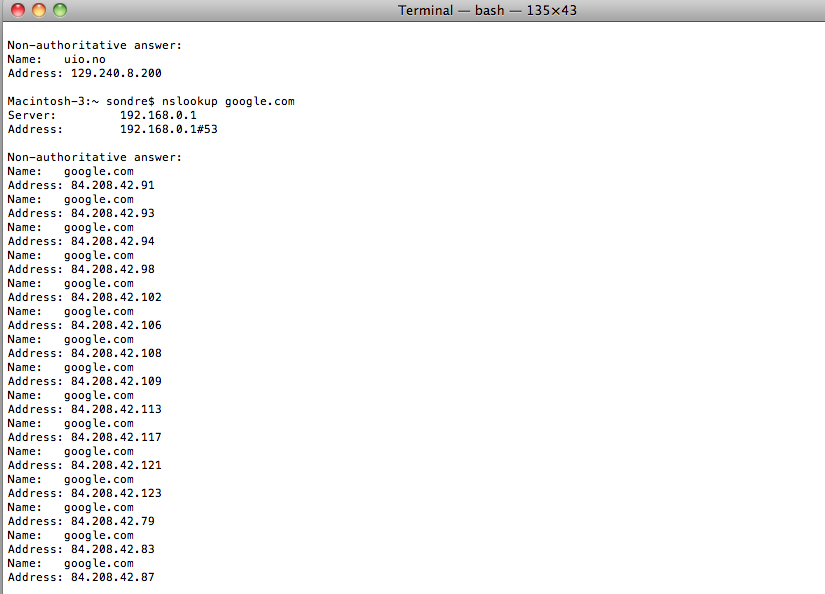 Terminal — bash — 135×43
Non-authoritative answer:
Name:   uio.no
Address: 129.240.8.200
Macintosh-3:~ sondre$ nslookup google.com
Server:         192.168.0.1
Address:        192.168.0.1#53
Non-authoritative answer:
Name:   google.com
Address: 84.208.42.91
Name:   google.com
Address: 84.208.42.93
Name:   google.com
Address: 84.208.42.94
Name:   google.com
Address: 84.208.42.98
Name:   google.com
Address: 84.208.42.102
Name:   google.com
Address: 84.208.42.106
Name:   google.com
Address: 84.208.42.108
Name:   google.com
Address: 84.208.42.109
Name:   google.com
Address: 84.208.42.113
Name:   google.com
Address: 84.208.42.117
Name:   google.com
Address: 84.208.42.121
Name:   google.com
Address: 84.208.42.123
Name:   google.com
Address: 84.208.42.79
Name:   google.com
Address: 84.208.42.83
Name:   google.com
Address: 84.208.42.87